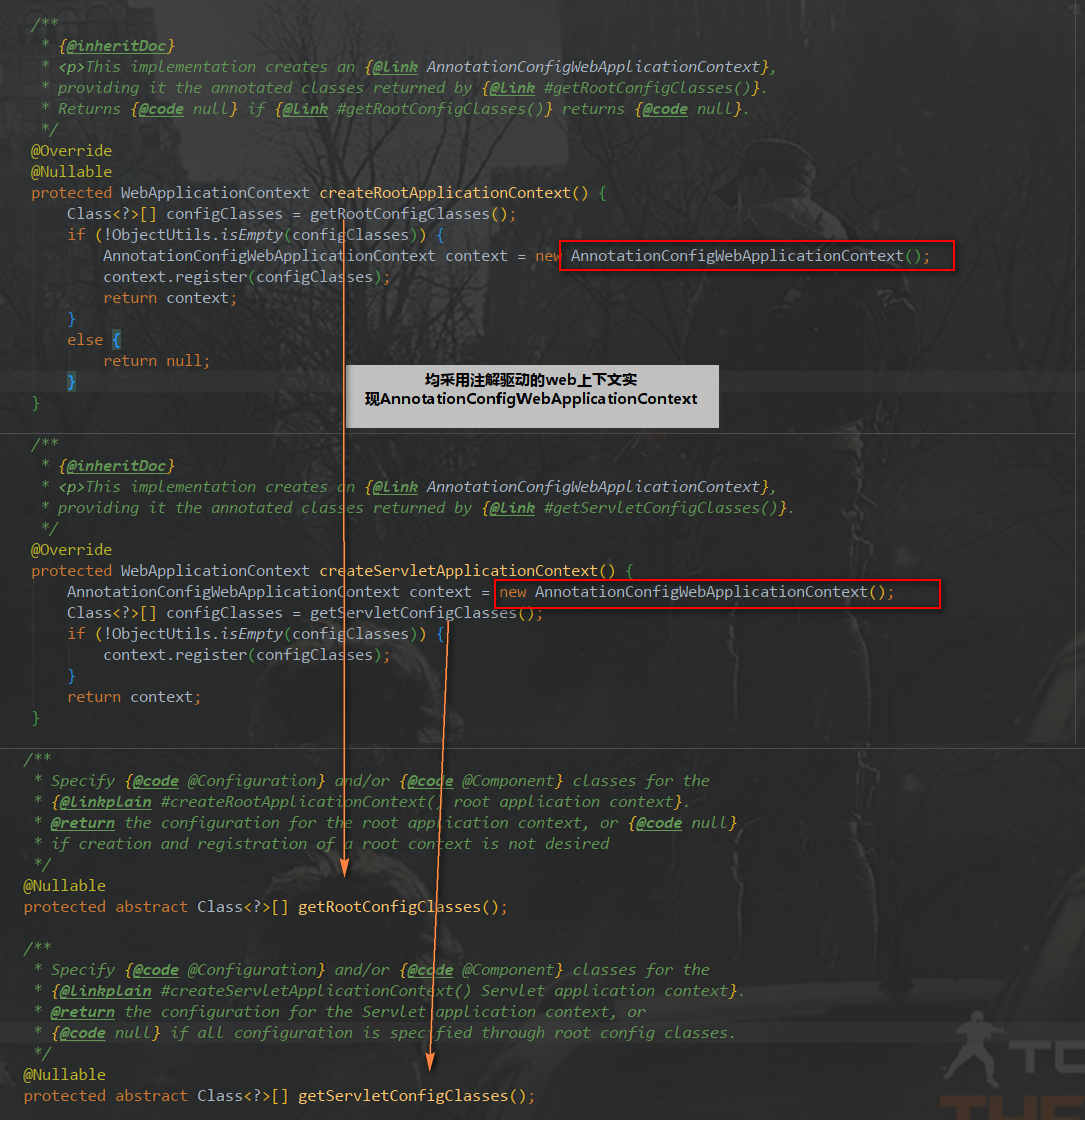 /**
 * {@inheritDoc}
 * <p>This implementation creates an {@link AnnotationConfigWebApplicationContext},
 * providing it the annotated classes returned by {@link #getRootConfigClasses()}.
 * Returns {@code null} if {@link #getRootConfigClasses()} returns {@code null}.
 */
@Override
@Nullable
protected WebApplicationContext createRootApplicationContext() {
    Class<?>[] configClasses = getRootConfigClasses();
    if (!ObjectUtils.isEmpty(configClasses)) {
        AnnotationConfigWebApplicationContext context = new AnnotationConfigWebApplicationContext();
        context.register(configClasses);
        return context;
    }
    else {
        return null;
    }
}
均采用注解驱动的web上下文实
现AnnotationConfigWebApplicationContext
/**
 * {@inheritDoc}
 * <p>This implementation creates an {@link AnnotationConfigWebApplicationContext},
 * providing it the annotated classes returned by {@link #getServletConfigClasses()}.
 */
@Override
protected WebApplicationContext createServletApplicationContext() {
    AnnotationConfigWebApplicationContext context = new AnnotationConfigWebApplicationContext();
    Class<?>[] configClasses = getServletConfigClasses();
    if (!ObjectUtils.isEmpty(configClasses)) {
        context.register(configClasses);
    }
    return context;
}
/**
 * Specify {@code @Configuration} and/or {@code @Component} classes for the
 * {@linkplain #createRootApplicationContext() root application context}.
 * @return the configuration for the root application context, or {@code null}
 * if creation and registration of a root context is not desired
 */
@Nullable
protected abstract Class<?>[] getRootConfigClasses();
/**
 * Specify {@code @Configuration} and/or {@code @Component} classes for the
 * {@linkplain #createServletApplicationContext() Servlet application context}.
 * @return the configuration for the Servlet application context, or
 * {@code null} if all configuration is specified through root config classes.
 */
@Nullable
protected abstract Class<?>[] getServletConfigClasses();